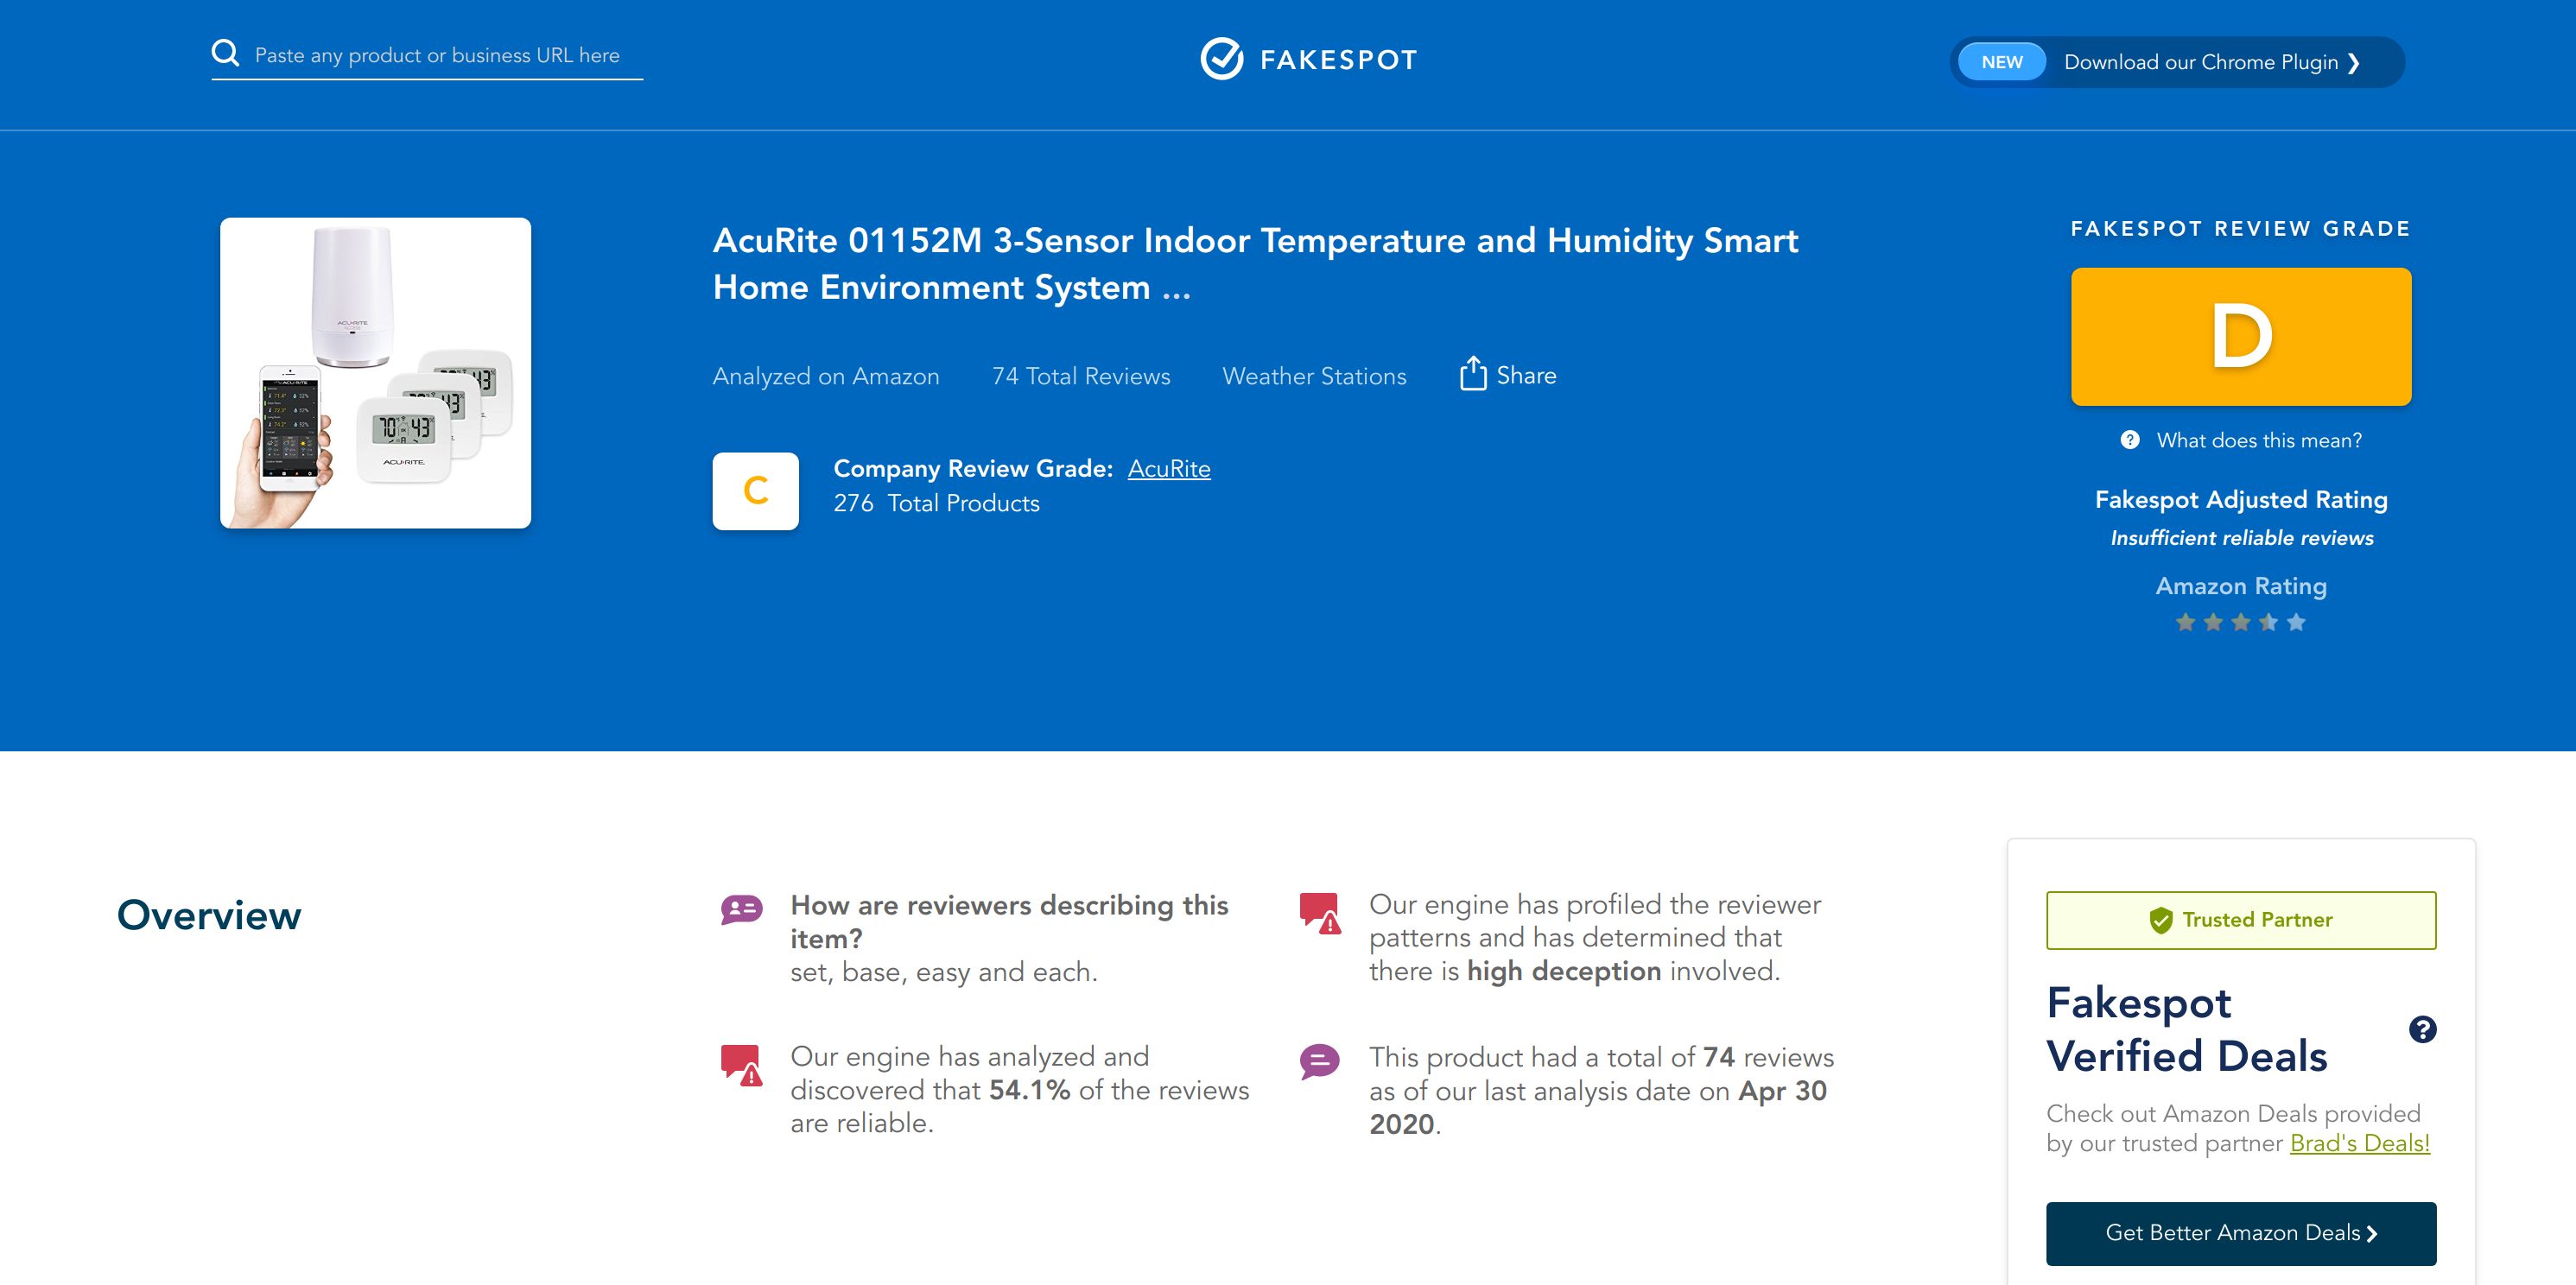 Paste any product or business URL here
FAKESPOT
NEW
Download our Chrome Plugin ❯
AcuRite 01152M 3-Sensor Indoor Temperature and Humidity Smart
Home Environment System ...
Analyzed on Amazon
74 Total Reviews
Weather Stations
Share
C
Company Review Grade: AcuRite
276 Total Products
FAKESPOT REVIEW GRADE
D
What does this mean?
Fakespot Adjusted Rating
Insufficient reliable reviews
Amazon Rating
ACU-RITE
70 43
ACU-RITE
Overview
How are reviewers describing this
item?
set, base, easy and each.
Our engine has profiled the reviewer
patterns and has determined that
there is high deception involved.
Our engine has analyzed and
discovered that 54.1% of the reviews
are reliable.
This product had a total of 74 reviews
as of our last analysis date on Apr 30
2020.
Trusted Partner
Fakespot
Verified Deals
Check out Amazon Deals provided
by our trusted partner Brad's Deals!
Get Better Amazon Deals